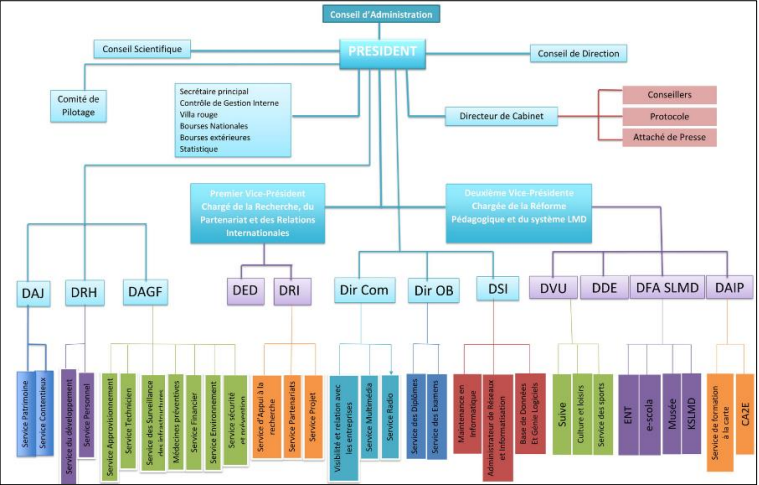 Conseil d'Administration
PRESIDENT
Conseil Scientifique
Conseil de Direction
Comité de
Pilotage
Secrétaire principal
Contrôle de Gestion Interne
Villa rouge
Bourses Nationales
Bourses extérieures
Statistique
Directeur de Cabinet
Conseillers
Protocole
Attaché de Presse
Premier Vice-Président
Chargé de la Recherche, du
Partenariat et des Relations
Internationales
Deuxième Vice-Présidente
Chargée de la Réforme
Pédagogique et du système LMD
DAJ
DRH
DAGF
DED
DRI
Dir Com
Dir OB
DSI
DVU
DDE
DFA SLMD
DAIP
Service Patrimoine
Service Contentieux
Service du développement
Service Personnel
Service Approvisionnement
Service Technicien
Service des Surveillance
des infrastructures
Médecines préventives
Service Financier
Service Environnement
Service sécurité
et prévention
Service d'Appui à la
recherche
Service Partenariats
Service Projet
Visibilité et relation avec
les entreprises
Service Multimédia
Service Radio
Service des Diplômes
Service des Examens
Maintenance en
Informatique
Administrateur de Réseaux
et Informatisation
Base de Données
Et Génie Logiciels
Suive
Culture et loisirs
Service des sports
ENT
e-scola
Musée
KSLMD
Service de formation
à la carte
CA2E